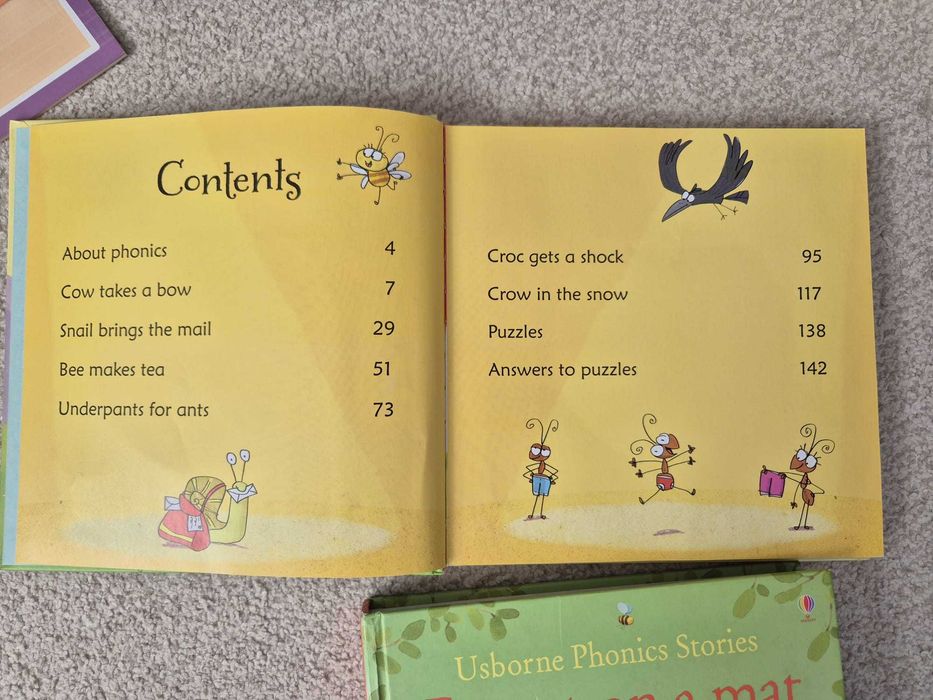 Contents
About phonics 4
Cow takes a bow 7
Snail brings the mail 29
Bee makes tea 51
Underpants for ants 73
Croc gets a shock 95
Crow in the snow 117
Puzzles 138
Answers to puzzles 142
Usborne Phonics Stories
on a mat